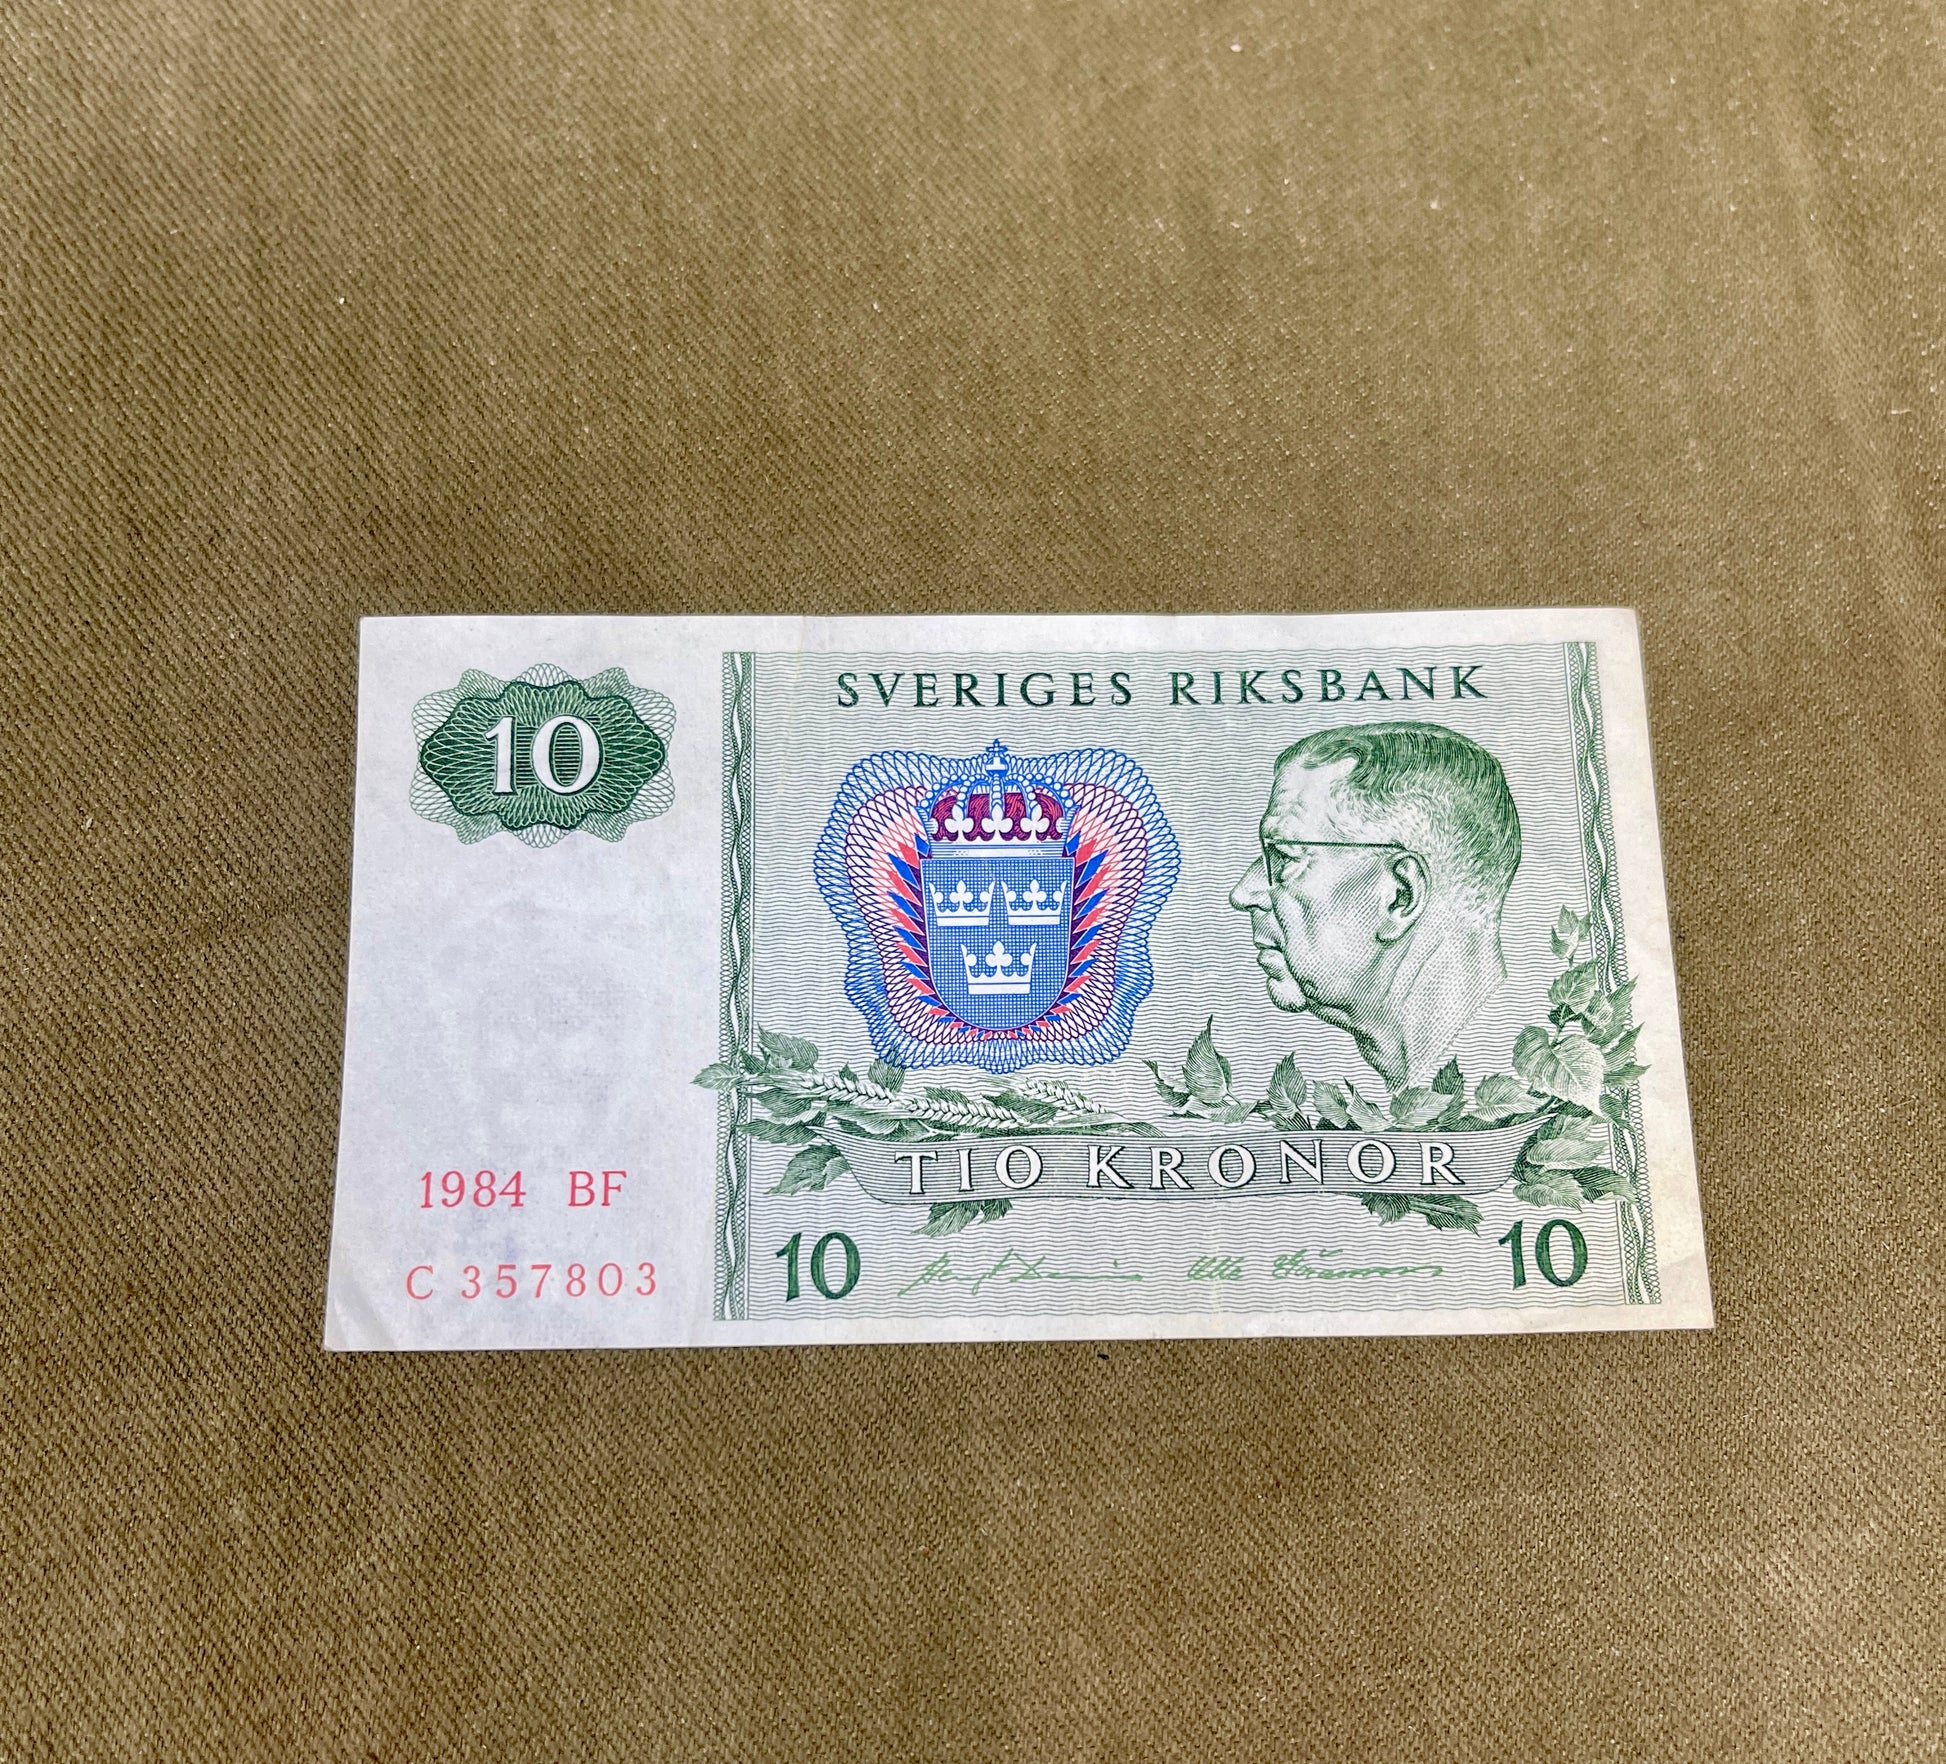 10
SVERIGES RIKSBANK
TIO KRONOR
1984 BF
C 357803
10
10